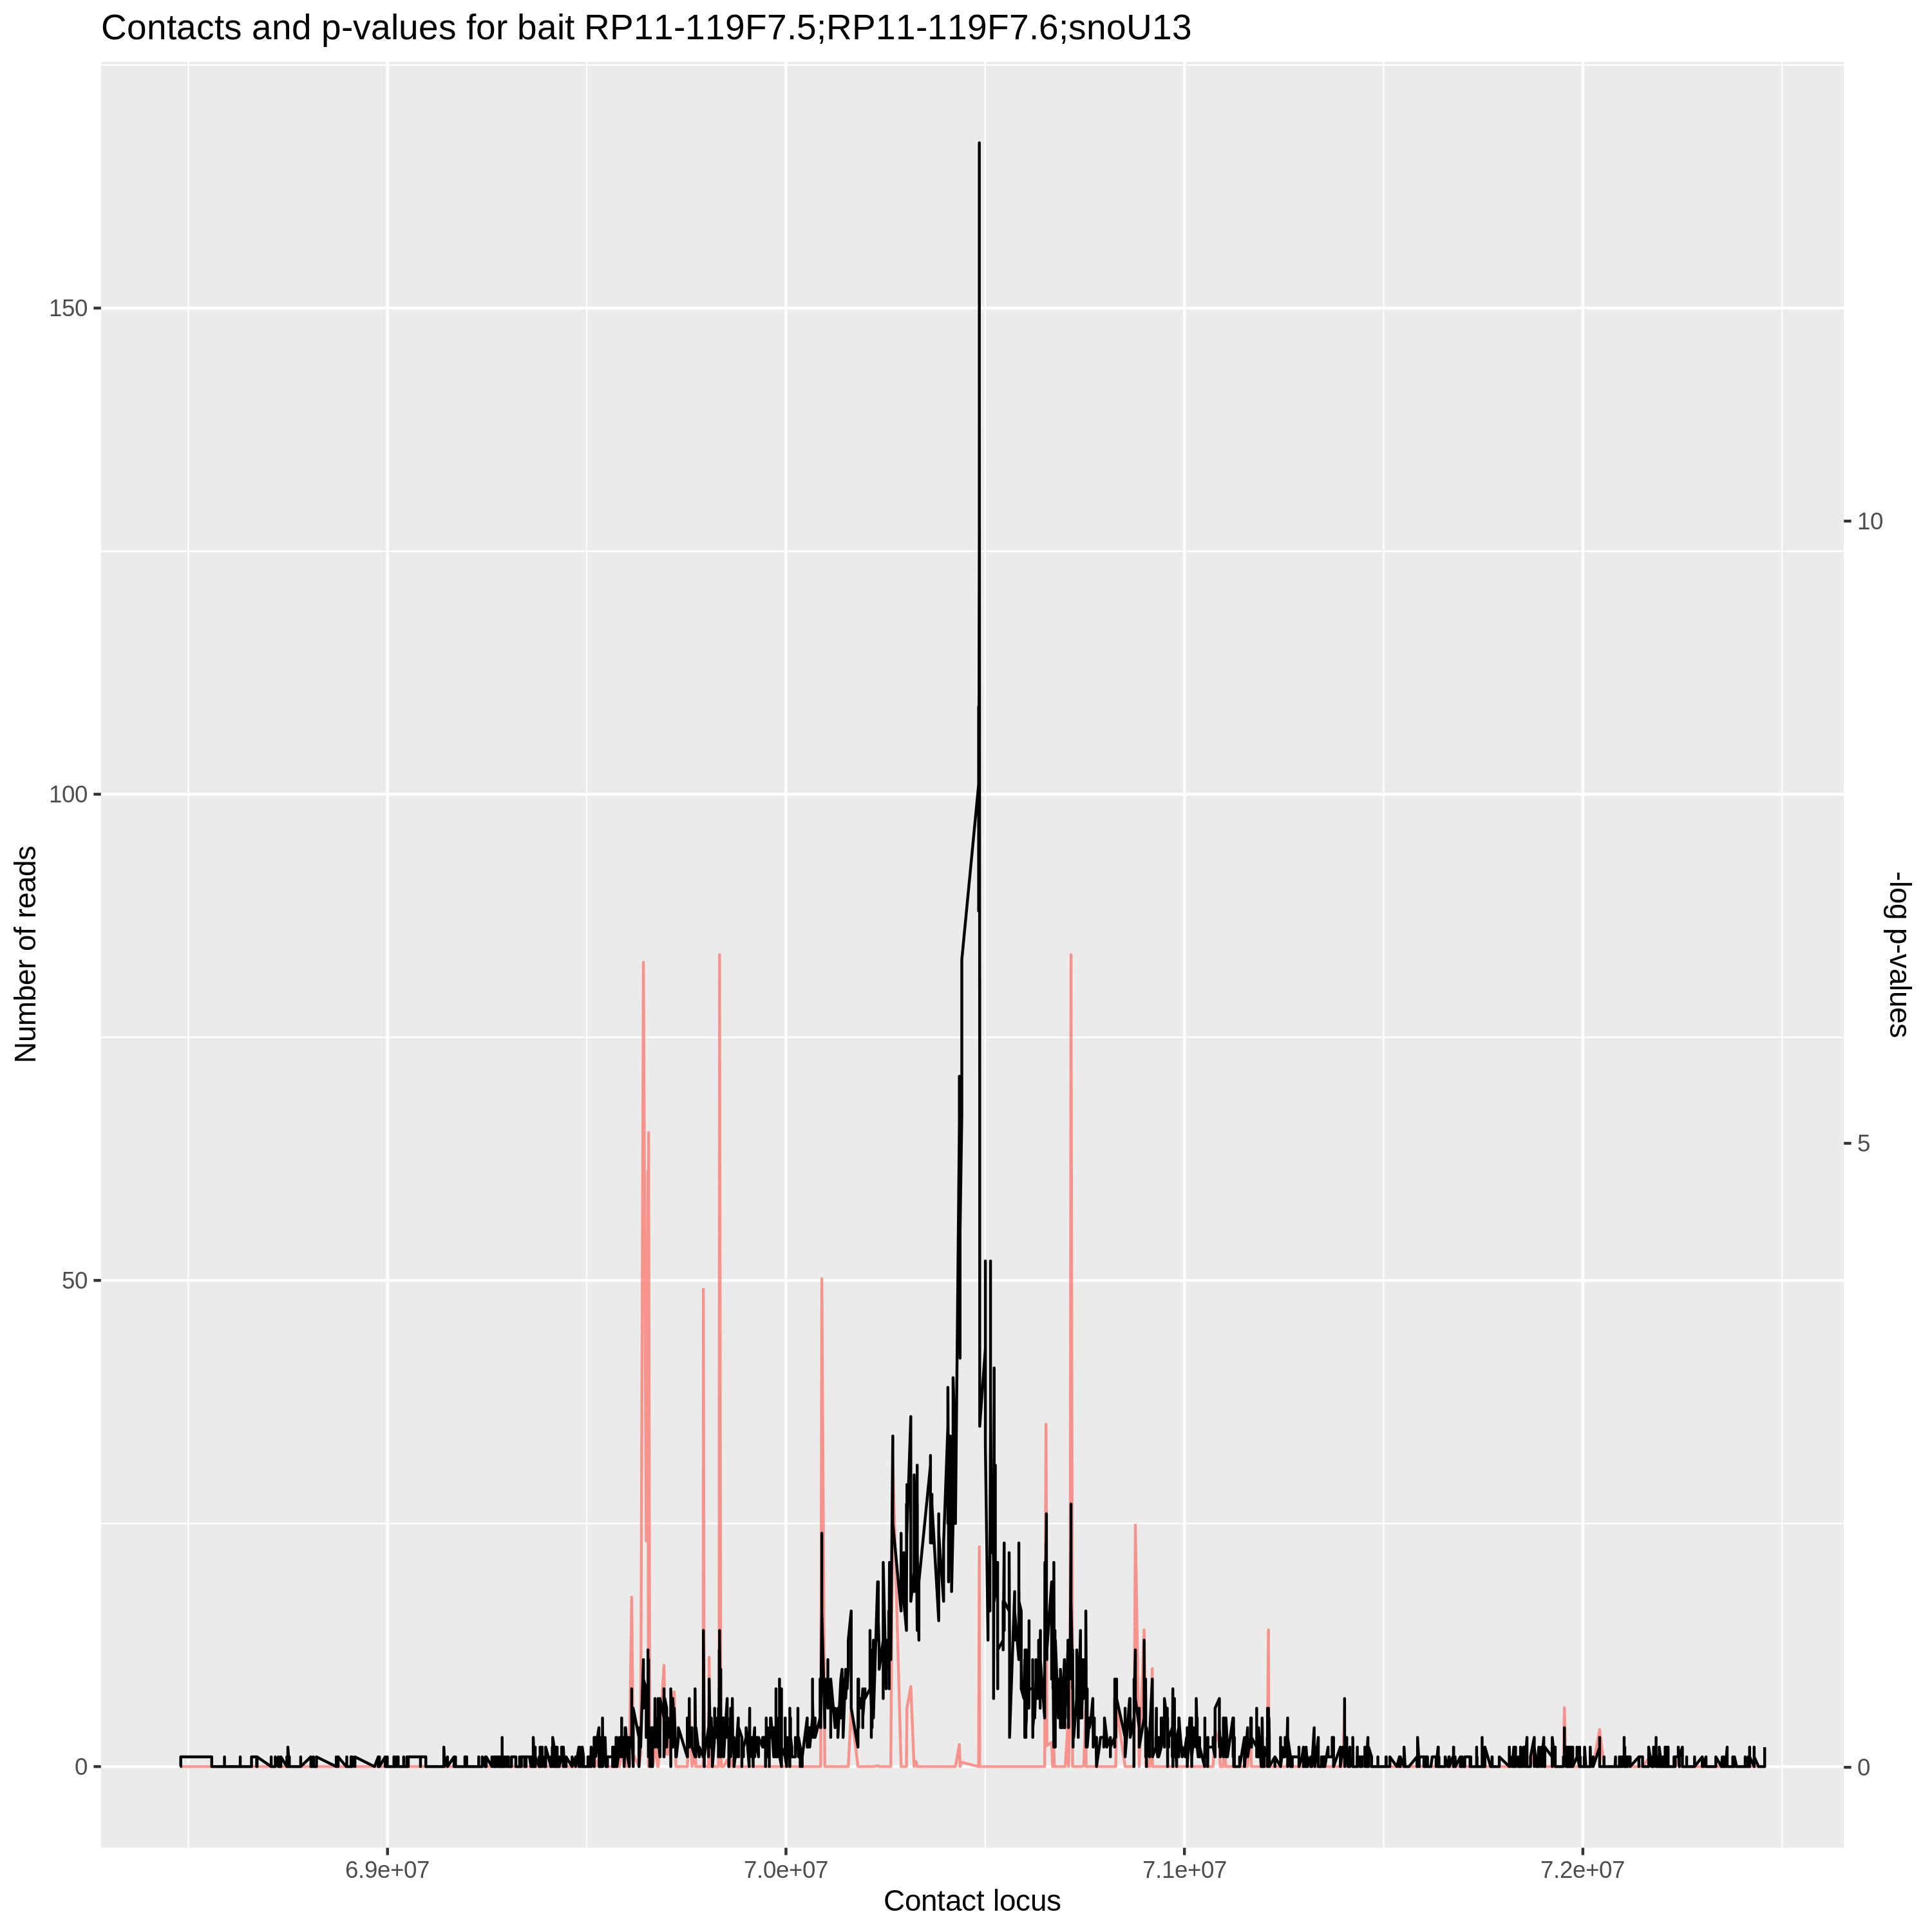 Contacts and p-values for bait RP11-119F7.5;RP11-119F7.6;snoU13
150
100
50
0
Number of reads
10
5
0
-log p-values
6.9e+07 7.0e+07 7.1e+07 7.2e+07
Contact locus